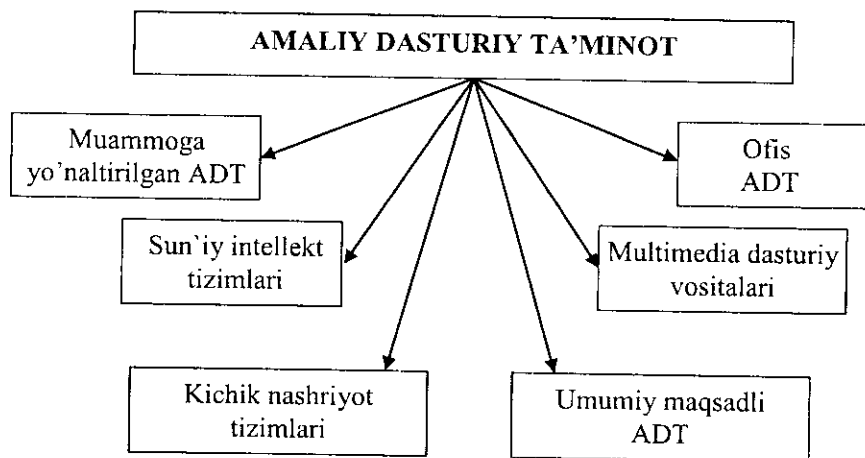 AMALIY DASTURIY TA’MINOT
Muammoga
yo’naltirilgan ADT
Ofis
ADT
Sun`iy intellekt
tizimlari
Multimedia dasturiy
vositalari
Kichik nashriyot
tizimlari
Umumiy maqsadli
ADT